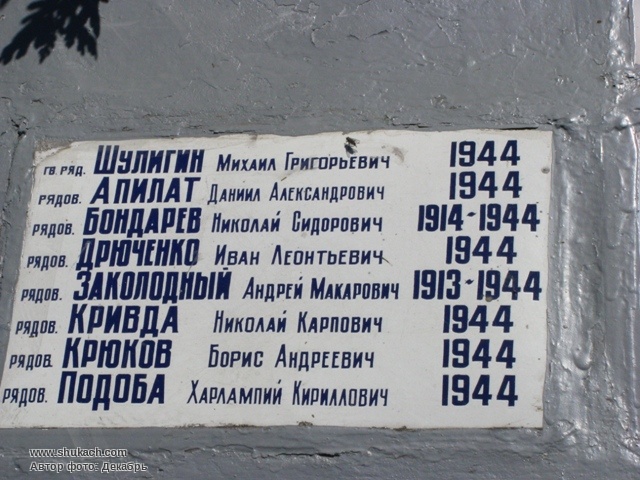 гв. ряд. Шулигин Михаил Григорьевич 1944
рядов. Апилат Даниил Александрович 1944
рядов. Бондарев Николай Сидорович 1914-1944
рядов. Дрюченко Иван Леонтьевич 1944
рядов. Заколодный Андрей Макарович 1913-1944
рядов. Кривда Николай Карпович 1944
рядов. Крюков Борис Андреевич 1944
рядов. Подоба Харлампий Кириллович 1944
www.shukach.com
Автор фото: Декабрь